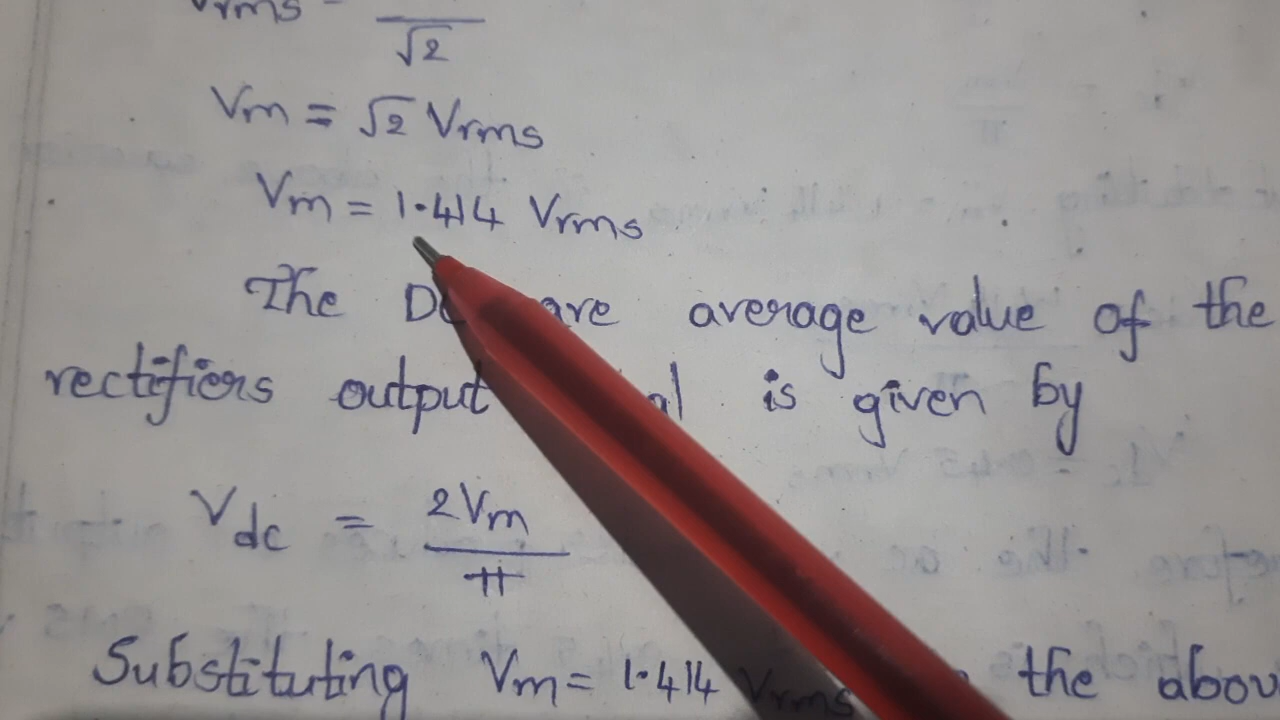 Vrms = /√2
Vm = √2 Vrms
Vm = 1.414 Vrms
The are average value of the
rectifiers output is given by
Vdc = 2Vm/π
Substituting Vm = 1.414 Vrms the